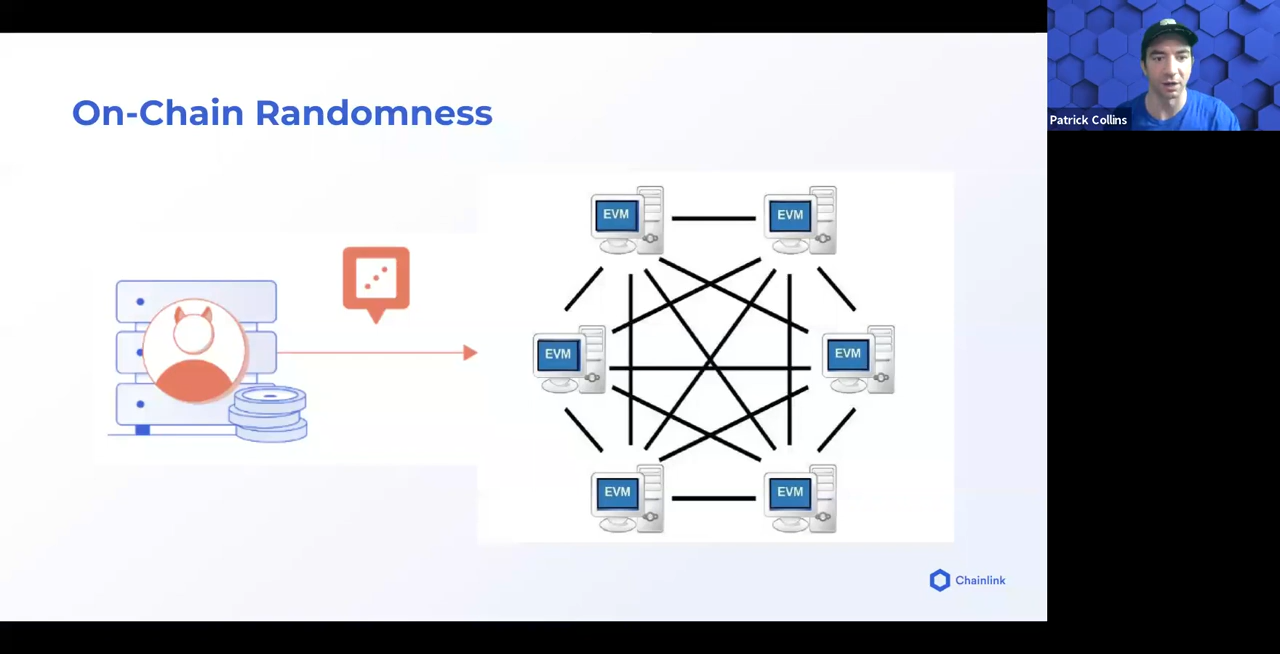 On-Chain Randomness
Patrick Collins
EVM
EVM
EVM
EVM
EVM
EVM
Chainlink